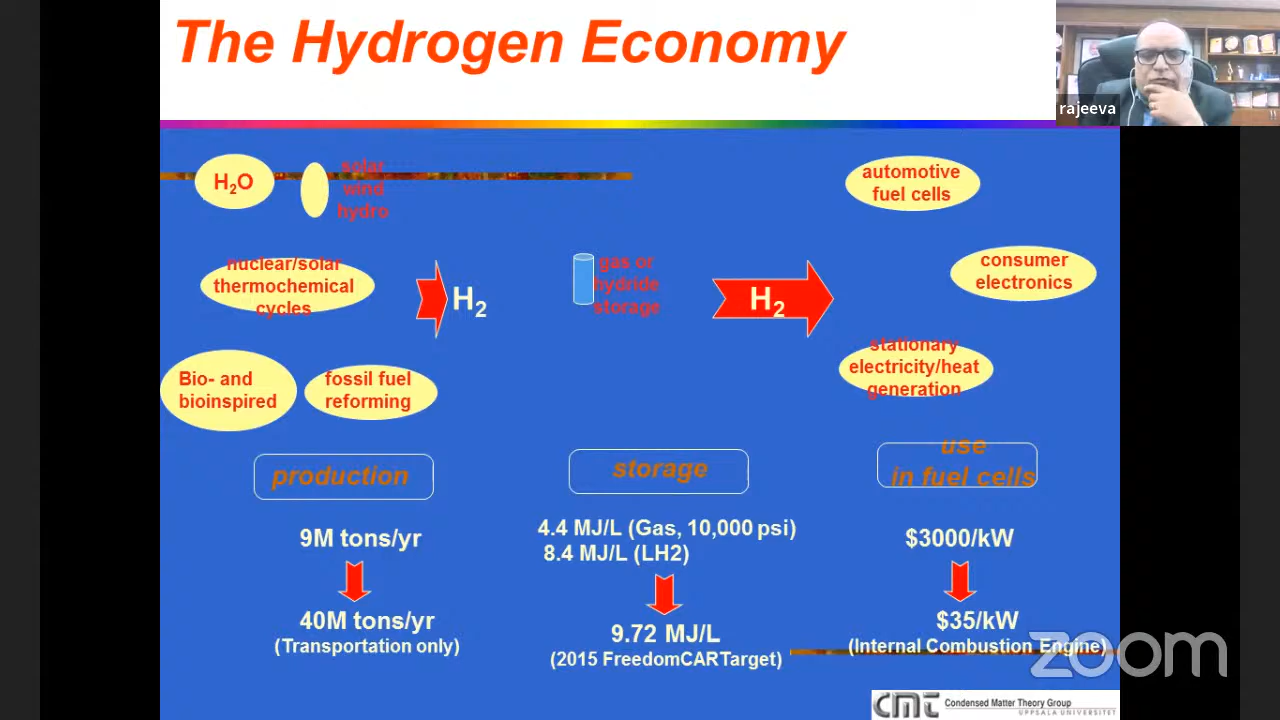 The Hydrogen Economy
rajeeva
H2O
solar
wind
hydro
nuclear/solar
thermochemical
cycles
Bio- and
bioinspired
fossil fuel
reforming
H2
gas or
hydride
storage
H2
automotive
fuel cells
consumer
electronics
stationary
electricity/heat
generation
production
9M tons/yr
40M tons/yr
(Transportation only)
storage
4.4 MJ/L (Gas, 10,000 psi)
8.4 MJ/L (LH2)
9.72 MJ/L
(2015 FreedomCARTarget)
use
in fuel cells
$3000/kW
$35/kW
(Internal Combustion Engine)
zoom
CMT Condensed Matter Theory Group
UPPSALA UNIVERSITET